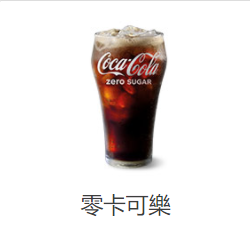 Coca-Cola
zero SUGAR
零卡可樂